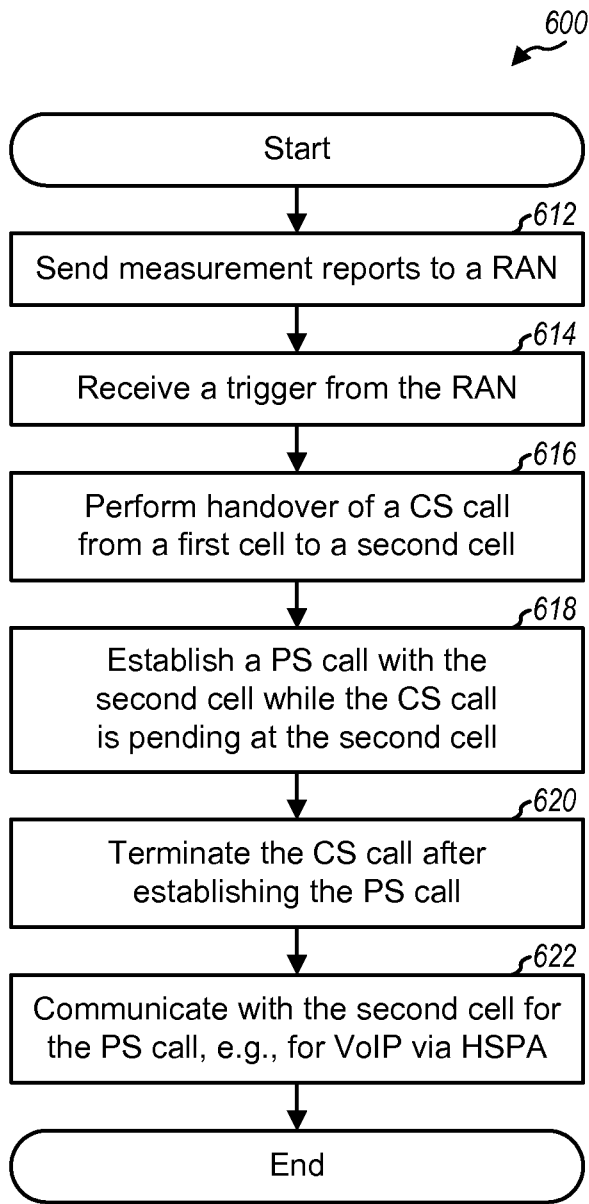 600
Start
612
Send measurement reports to a RAN
614
Receive a trigger from the RAN
616
Perform handover of a CS call
from a first cell to a second cell
618
Establish a PS call with the
second cell while the CS call
is pending at the second cell
620
Terminate the CS call after
establishing the PS call
622
Communicate with the second cell for
the PS call, e.g., for VoIP via HSPA
End